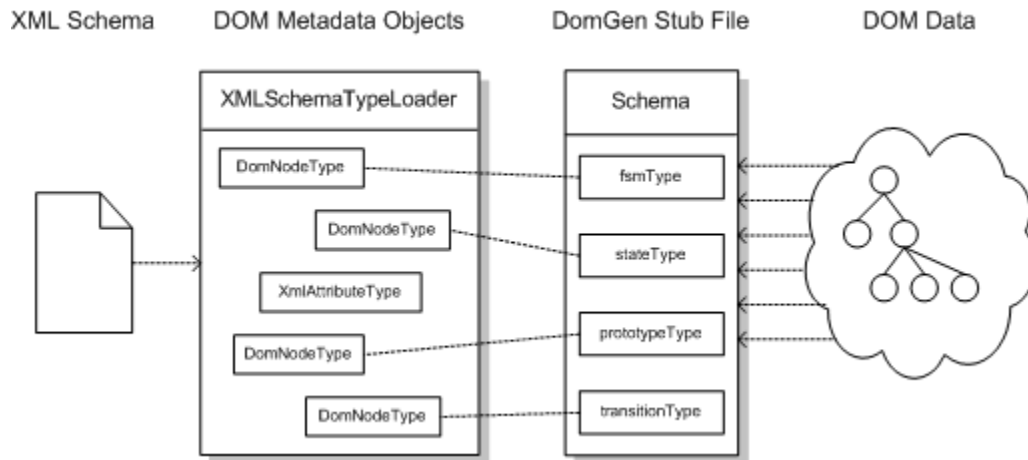 XML Schema
DOM Metadata Objects
DomGen Stub File
DOM Data
XMLSchemaTypeLoader
DomNodeType
DomNodeType
XmlAttributeType
DomNodeType
DomNodeType
Schema
fsmType
stateType
prototypeType
transitionType